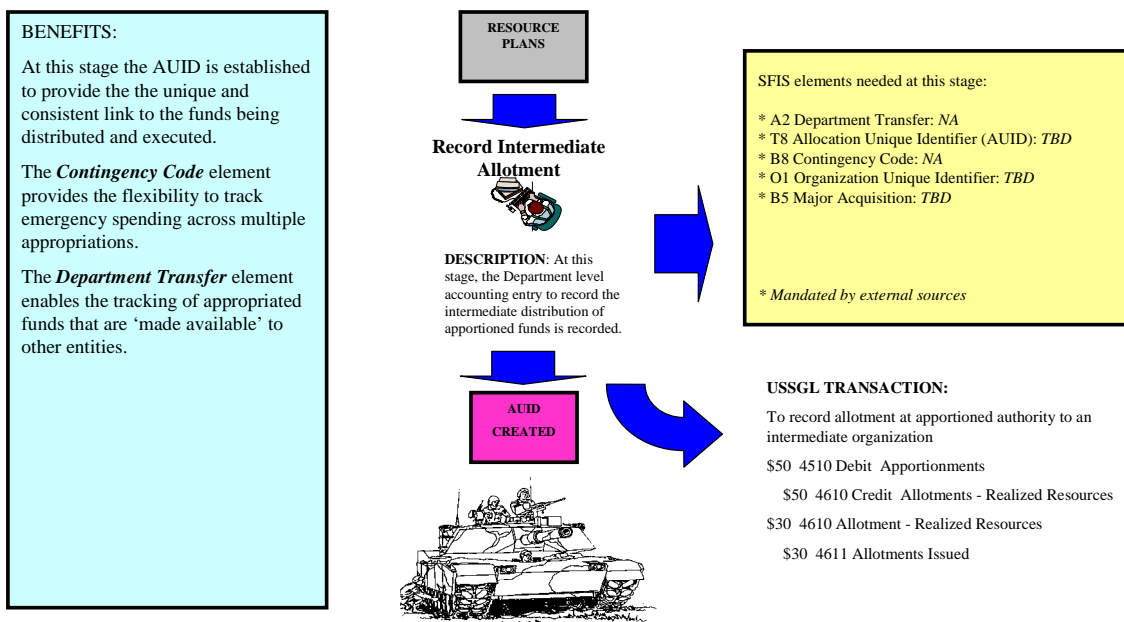 BENEFITS:
At this stage the AUID is established
to provide the the unique and
consistent link to the funds being
distributed and executed.
The Contingency Code element
provides the flexibility to track
emergency spending across multiple
appropriations.
The Department Transfer element
enables the tracking of appropriated
funds that are ‘made available’ to
other entities.
RESOURCE
PLANS
Record Intermediate
Allotment
DESCRIPTION: At this
stage, the Department level
accounting entry to record the
intermediate distribution of
apportioned funds is recorded.
AUID
CREATED
SFIS elements needed at this stage:
* A2 Department Transfer: NA
* T8 Allocation Unique Identifier (AUID): TBD
* B8 Contingency Code: NA
* O1 Organization Unique Identifier: TBD
* B5 Major Acquisition: TBD
* Mandated by external sources
USSGL TRANSACTION:
To record allotment at apportioned authority to an
intermediate organization
$50 4510 Debit Apportionments
$50 4610 Credit Allotments - Realized Resources
$30 4610 Allotment - Realized Resources
$30 4611 Allotments Issued